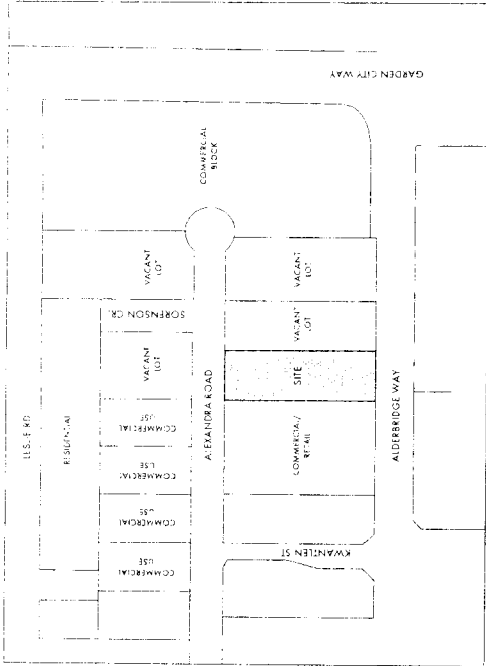 GARDEN CITY WAY
COMMERCIAL
BLOCK
VACANT
LOT
VACANT
LOT
SORENSON CR.
VACANT
LOT
VACANT
LOT
SITE
LESLIE RD
RESIDENTIAL
ALEXANDRA ROAD
ALDERBRIDGE WAY
COMMERCIAL
USE
COMMERCIAL
USE
COMMERCIAL
USE
COMMERCIAL
USE
COMMERCIAL/
RETAIL
KWANTLEN ST